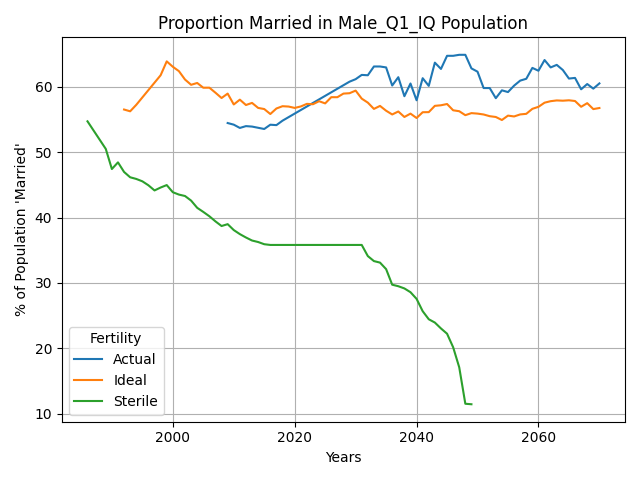 Proportion Married in Male_Q1_IQ Population
% of Population 'Married'
60
50
40
30
20
10
Fertility
Actual
Ideal
Sterile
2000
2020
2040
2060
Years